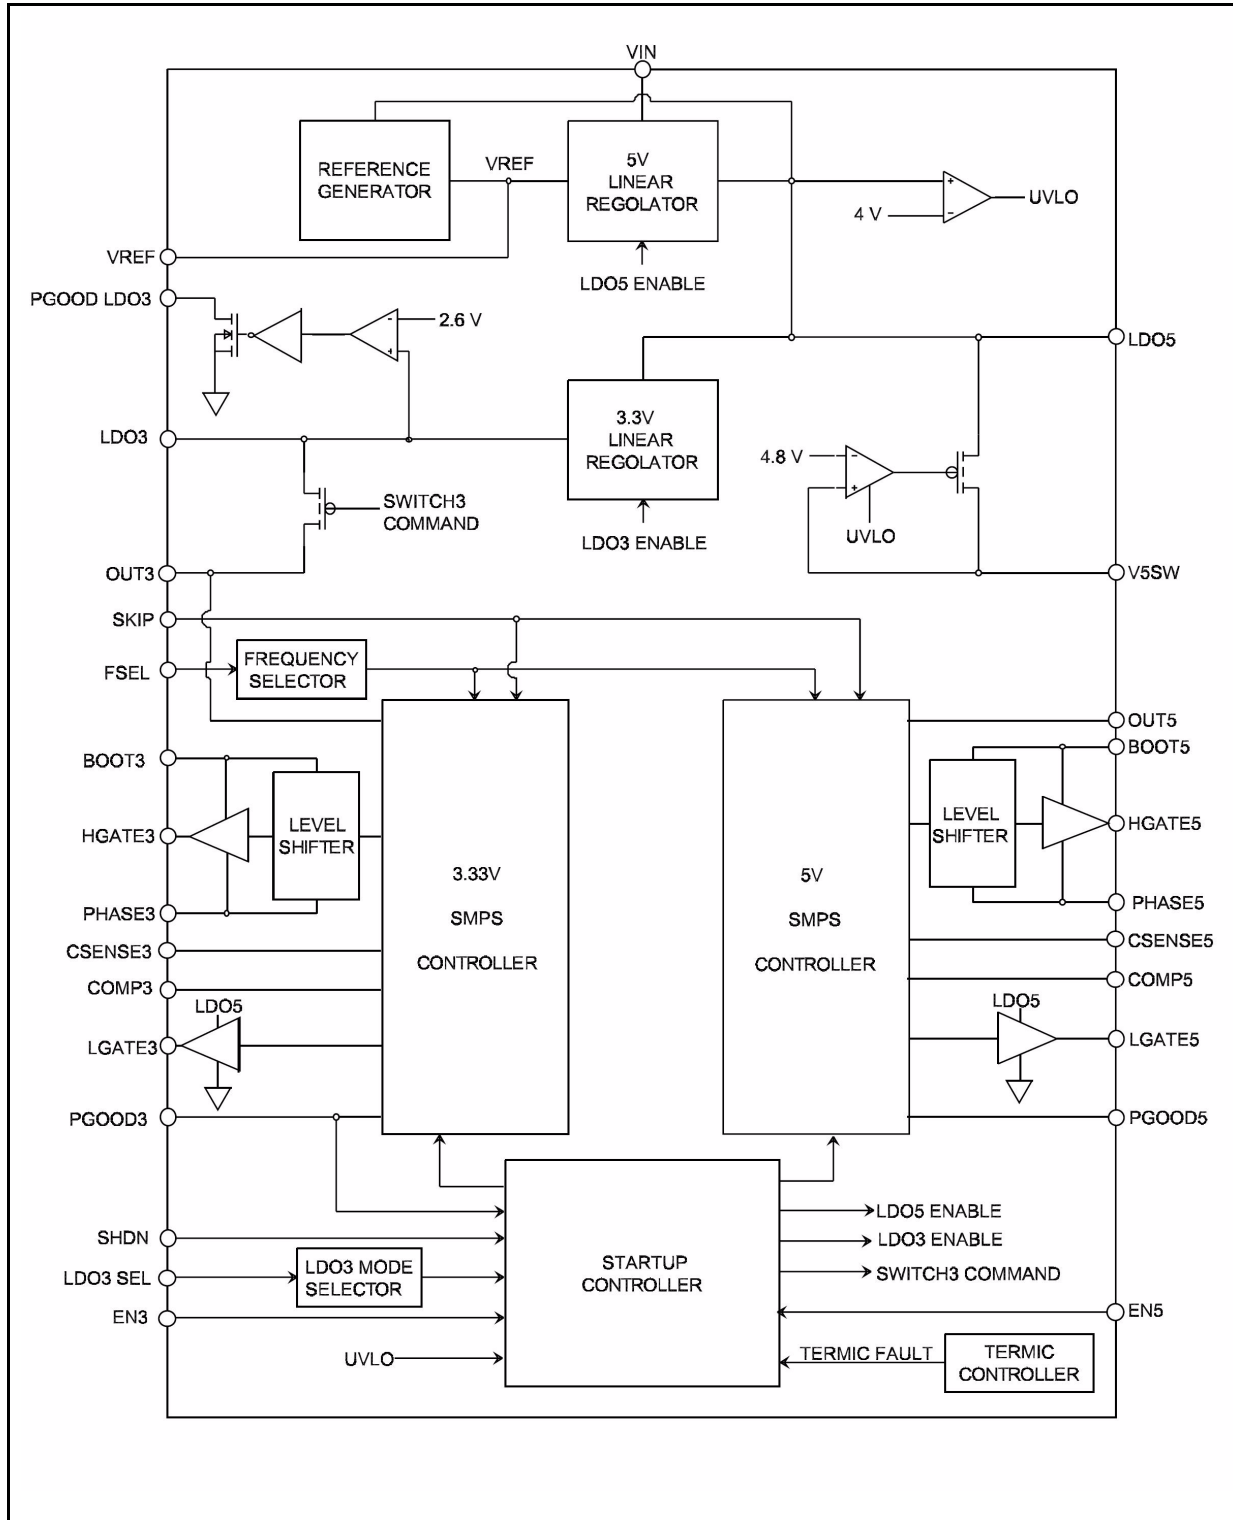 VIN
REFERENCE
GENERATOR
VREF
5V
LINEAR
REGOLATOR
+
-
4 V
UVLO
VREF
LDO5 ENABLE
PGOOD LDO3
-
2.6 V
+
LDO5
LDO3
3.3V
LINEAR
REGOLATOR
4.8 V
-
+
SWITCH3
COMMAND
UVLO
LDO3 ENABLE
OUT3
V5SW
SKIP
FSEL
FREQUENCY
SELECTOR
OUT5
BOOT3
BOOT5
HGATE3
LEVEL
SHIFTER
LEVEL
SHIFTER
HGATE5
3.33V
SMPS
CONTROLLER
5V
SMPS
CONTROLLER
PHASE3
PHASE5
CSENSE3
CSENSE5
COMP3
COMP5
LDO5
LDO5
LGATE3
LGATE5
PGOOD3
PGOOD5
LDO5 ENABLE
SHDN
LDO3 ENABLE
LDO3 SEL
LDO3 MODE
SELECTOR
STARTUP
CONTROLLER
SWITCH3 COMMAND
EN3
EN5
UVLO
TERMIC FAULT
TERMIC
CONTROLLER